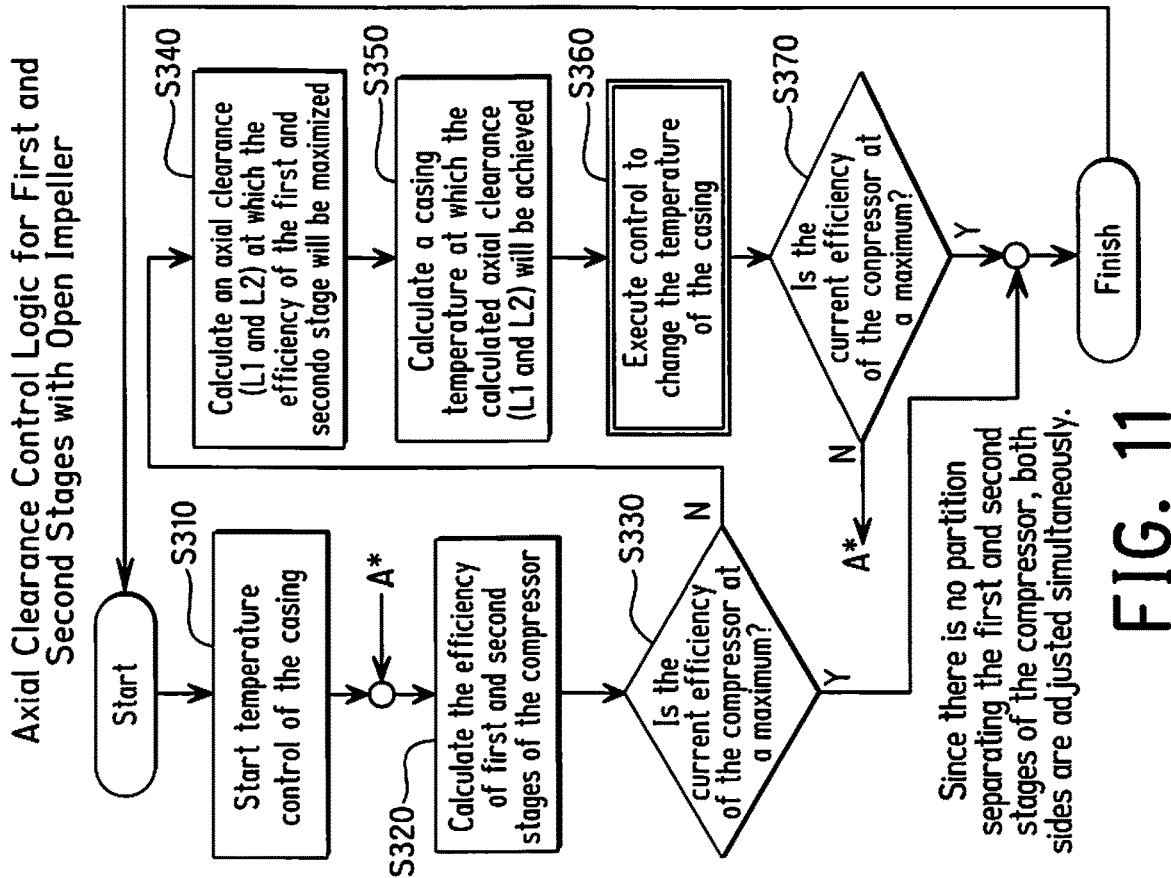 Axial Clearance Control Logic for First and
Second Stages with Open Impeller
Start
S310
Start temperature
control of the casing
A*
S320
Calculate the efficiency
of first and second
stages of the compressor
S330
Is the
current efficiency
of the compressor at
a maximum?
N
Y
S340
Calculate an axial clearance
(L1 and L2) at which the
efficiency of the first and
secondo stage will be maximized
S350
Calculate a casing
temperature at which the
calculated axial clearance
(L1 and L2) will be achieved
S360
Execute control to
change the temperature
of the casing
S370
Is the
current efficiency
of the conpressor at
a maximum?
N
A*
Y
Finish
Since there is no partition
separating the first and second
stages of the compressor, both
sides are adjusted simultaneously.
FIG. 11